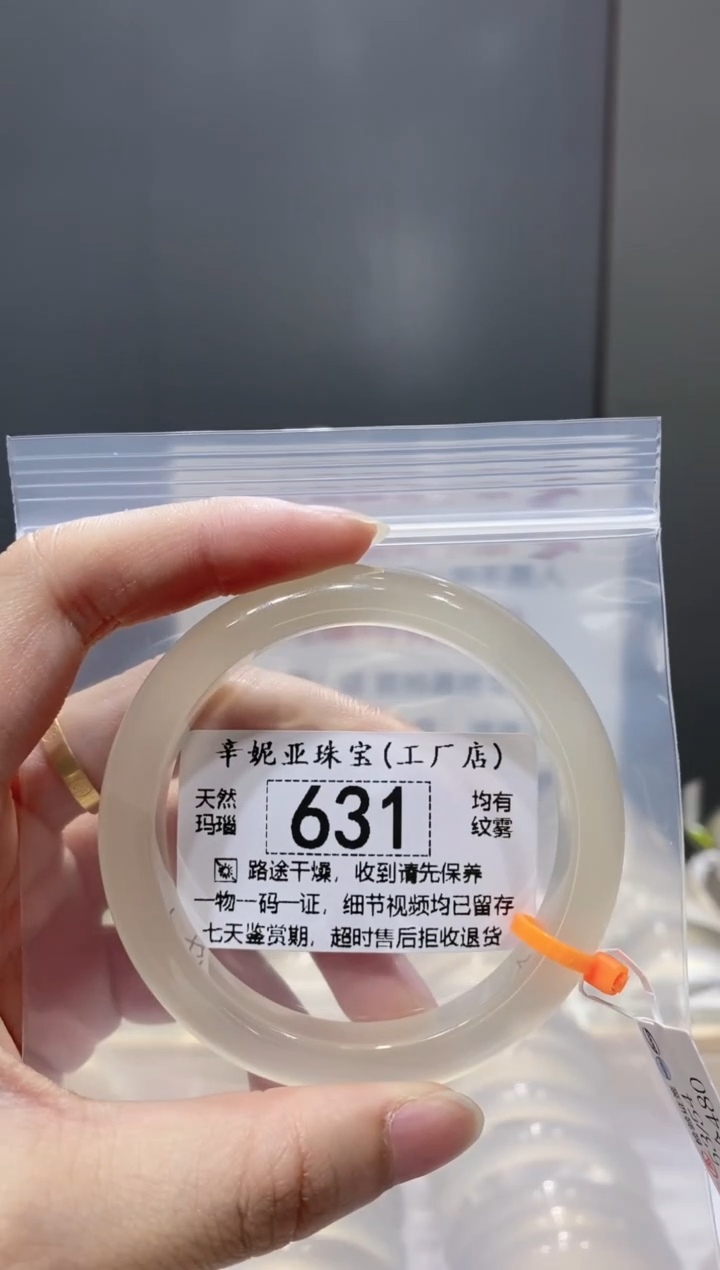 辛妮亚珠宝(工厂店)
天然
玛瑙
631
均有
纹雾
路途干燥，收到请先保养
一物一码一证，细节视频均已留存
七天鉴赏期，超时售后拒收退货